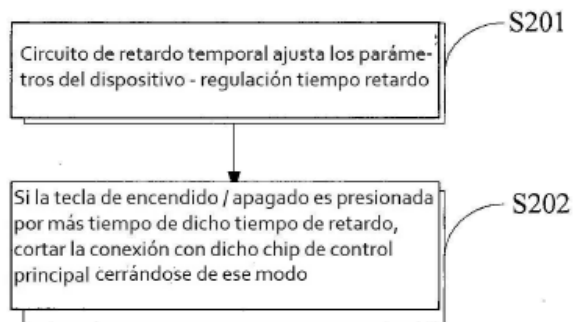 S201
Circuito de retardo temporal ajusta los paráme-
tros del dispositivo - regulación tiempo retardo
S202
Si la tecla de encendido / apagado es presionada
por más tiempo de dicho tiempo de retardo,
cortar la conexión con dicho chip de control
principal cerrándose de ese modo